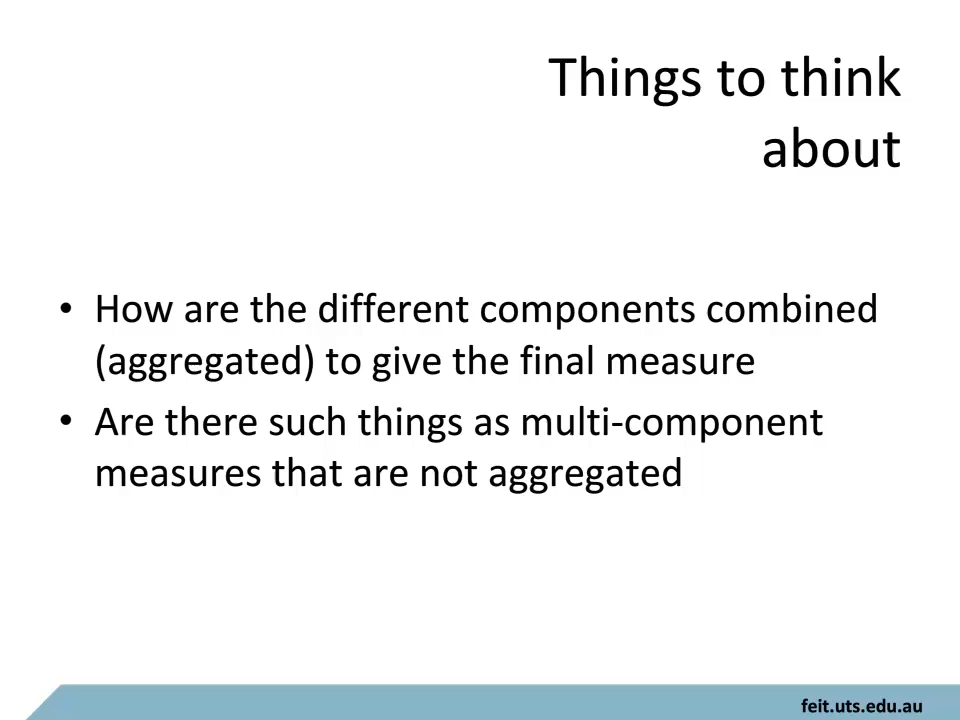 Things to think
about
• How are the different components combined
(aggregated) to give the final measure
• Are there such things as multi-component
measures that are not aggregated
feit.uts.edu.au